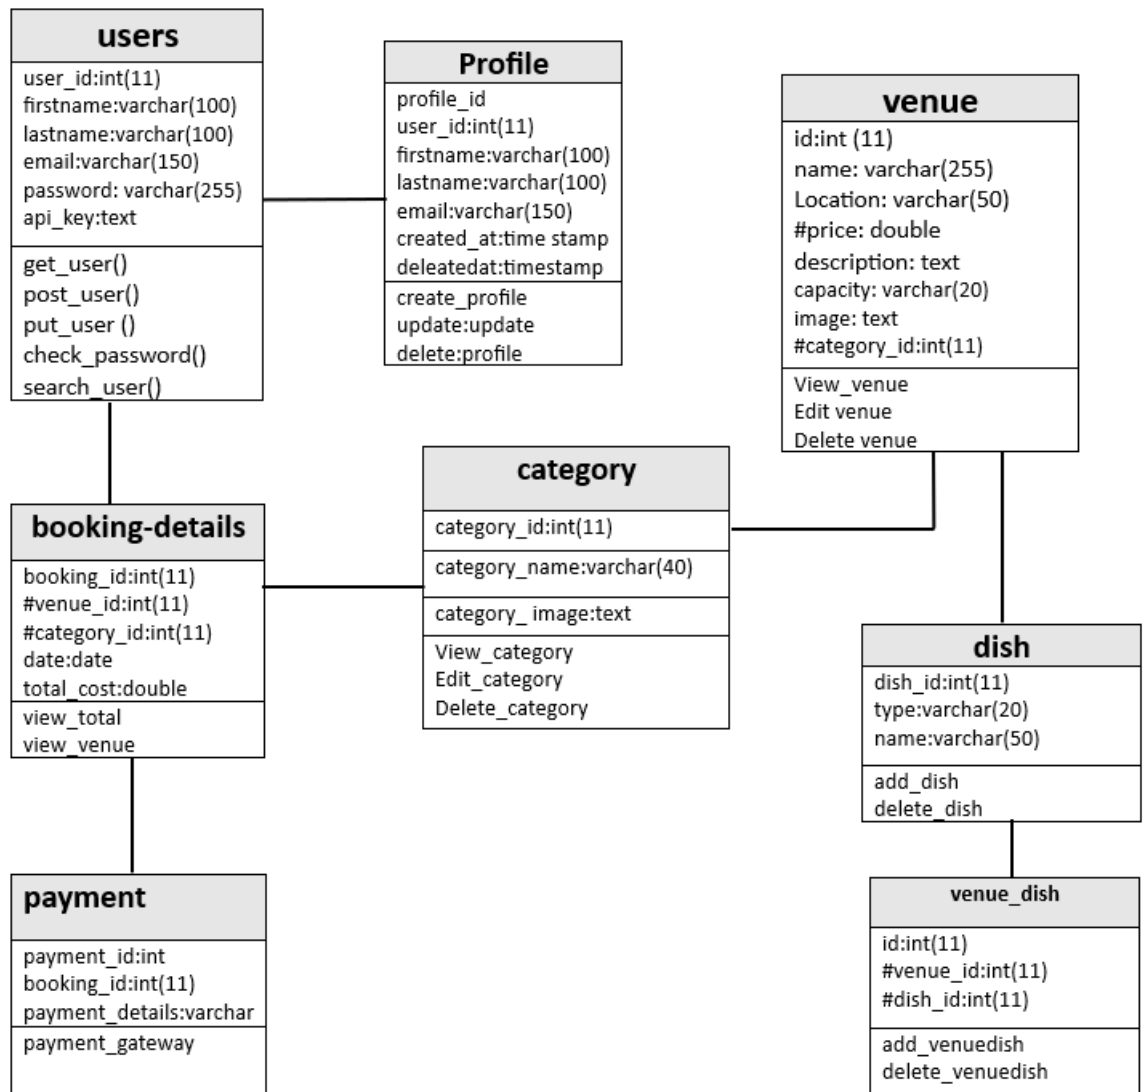 users
user_id:int(11)
firstname:varchar(100)
lastname:varchar(100)
email:varchar(150)
password: varchar(255)
api_key:text
get_user()
post_user()
put_user ()
check_password()
search_user()
Profile
profile_id
user_id:int(11)
firstname:varchar(100)
lastname:varchar(100)
email:varchar(150)
created_at:time stamp
deleatedat:timestamp
create_profile
update:update
delete:profile
venue
id:int (11)
name: varchar(255)
Location: varchar(50)
#price: double
description: text
capacity: varchar(20)
image: text
#category_id:int(11)
View_venue
Edit venue
Delete venue
booking-details
booking_id:int(11)
#venue_id:int(11)
#category_id:int(11)
date:date
total_cost:double
view_total
view_venue
category
category_id:int(11)
category_name:varchar(40)
category_ image:text
View_category
Edit_category
Delete_category
dish
dish_id:int(11)
type:varchar(20)
name:varchar(50)
add_dish
delete_dish
payment
payment_id:int
booking_id:int(11)
payment_details:varchar
payment_gateway
venue_dish
id:int(11)
#venue_id:int(11)
#dish_id:int(11)
add_venuedish
delete_venuedish